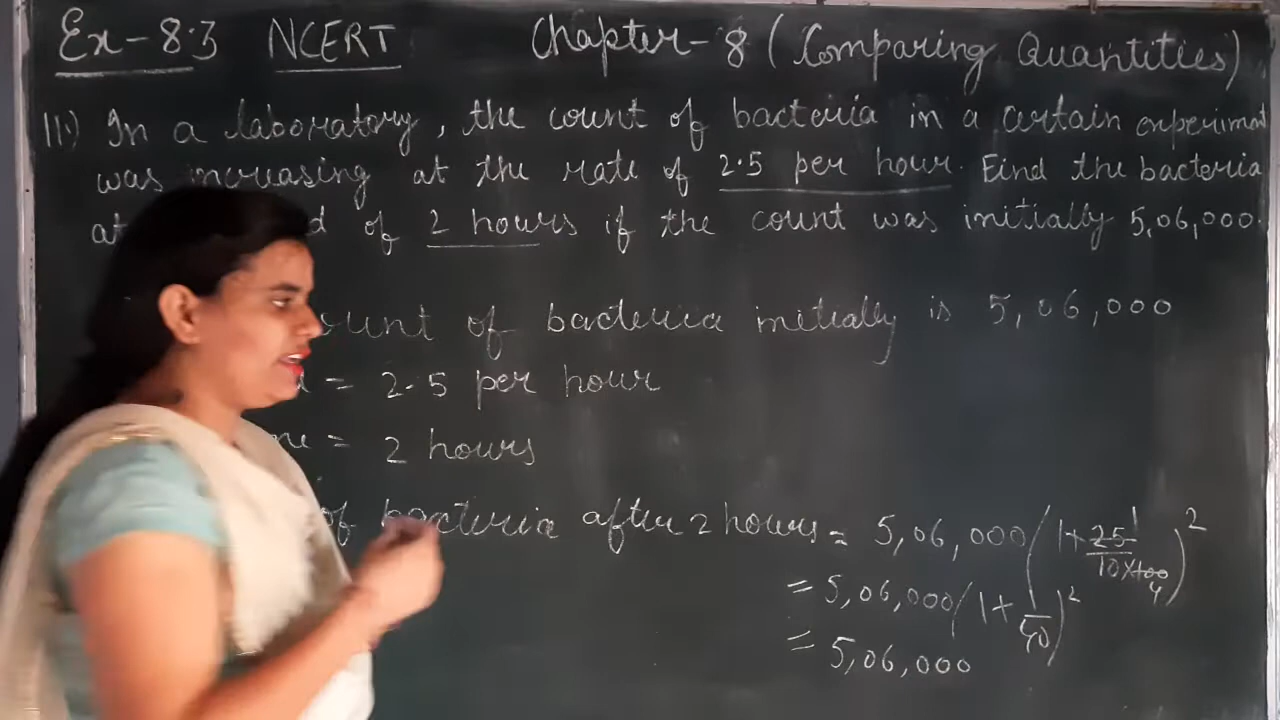 Ex-8.3 NCERT Chapter-8 (Comparing Quantities)
11.) In a laboratory, the count of bacteria in a certain experiment
was increasing at the rate of 2.5 per hour. Find the bacteria
at of 2 hours if the count was initially 5,06,000.
of bacteria initially is 5,06,000
= 2.5 per hour
= 2 hours
of bacteria after 2 hours = 5,06,000(1+25/10×100)²
1
4
= 5,06,000(1+1/40)²
= 5,06,000